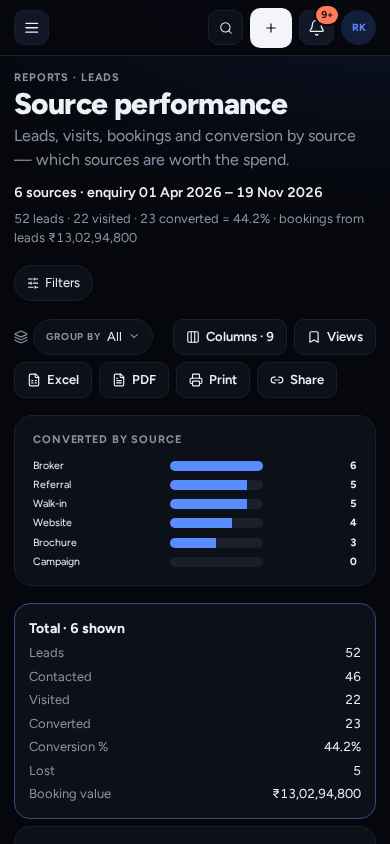 9+
RK
REPORTS · LEADS
Source performance
Leads, visits, bookings and conversion by source
— which sources are worth the spend.
6 sources · enquiry 01 Apr 2026 – 19 Nov 2026
52 leads · 22 visited · 23 converted = 44.2% · bookings from
leads ₹13,02,94,800
Filters
GROUP BY All
Columns · 9
Views
Excel
PDF
Print
Share
CONVERTED BY SOURCE
Broker 6
Referral 5
Walk-in 5
Website 4
Brochure 3
Campaign 0
Total · 6 shown
Leads 52
Contacted 46
Visited 22
Converted 23
Conversion % 44.2%
Lost 5
Booking value ₹13,02,94,800